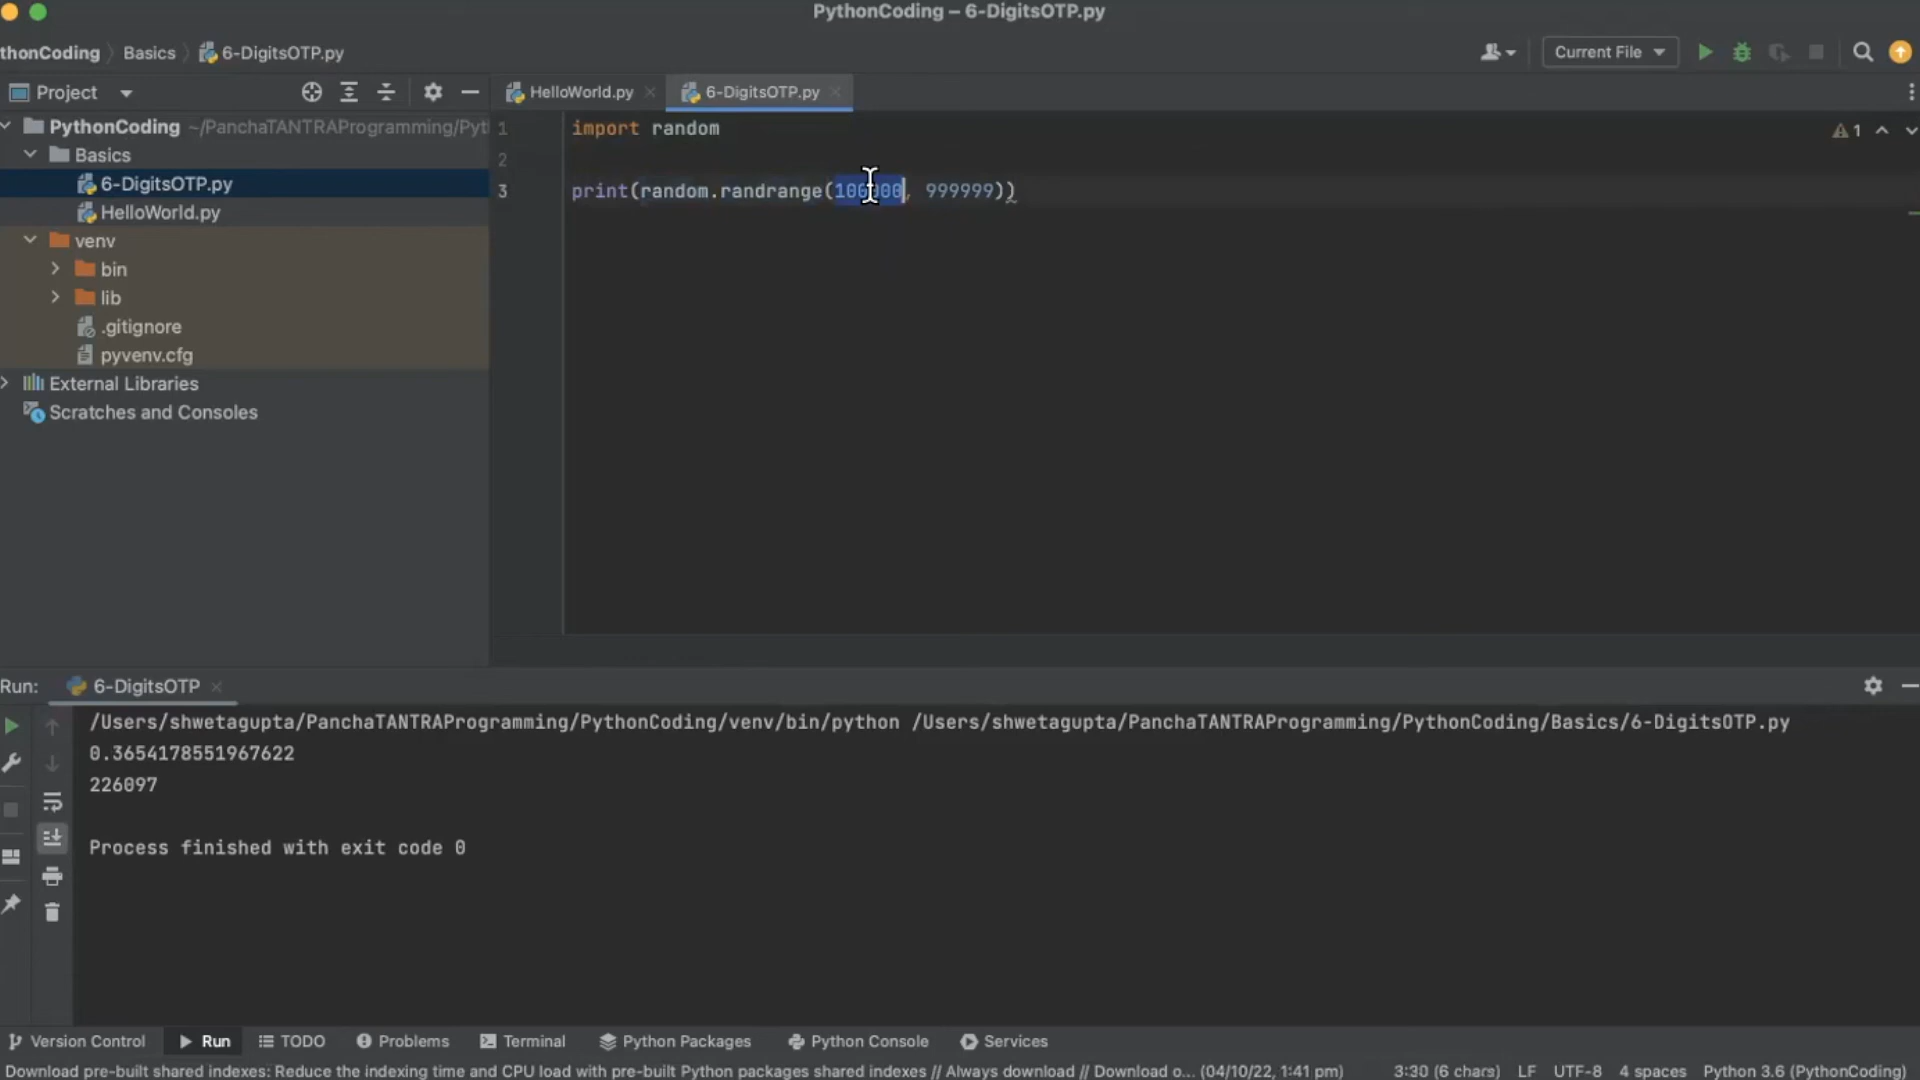 PythonCoding – 6-DigitsOTP.py
thonCoding Basics 6-DigitsOTP.py
Current File
Project
HelloWorld.py 6-DigitsOTP.py
PythonCoding ~/PanchaTANTRAProgramming/Pyt
Basics
6-DigitsOTP.py
HelloWorld.py
venv
bin
lib
.gitignore
pyvenv.cfg
External Libraries
Scratches and Consoles
1 import random
1
2
3 print(random.randrange(100000, 999999))
Run: 6-DigitsOTP
/Users/shwetagupta/PanchaTANTRAProgramming/PythonCoding/venv/bin/python /Users/shwetagupta/PanchaTANTRAProgramming/PythonCoding/Basics/6-DigitsOTP.py
0.3654178551967622
226097
Process finished with exit code 0
Version Control Run TODO Problems Terminal Python Packages Python Console Services
Download pre-built shared indexes: Reduce the indexing time and CPU load with pre-built Python packages shared indexes // Always download // Download o... (04/10/22, 1:41 pm) 3:30 (6 chars) LF UTF-8 4 spaces Python 3.6 (PythonCoding)